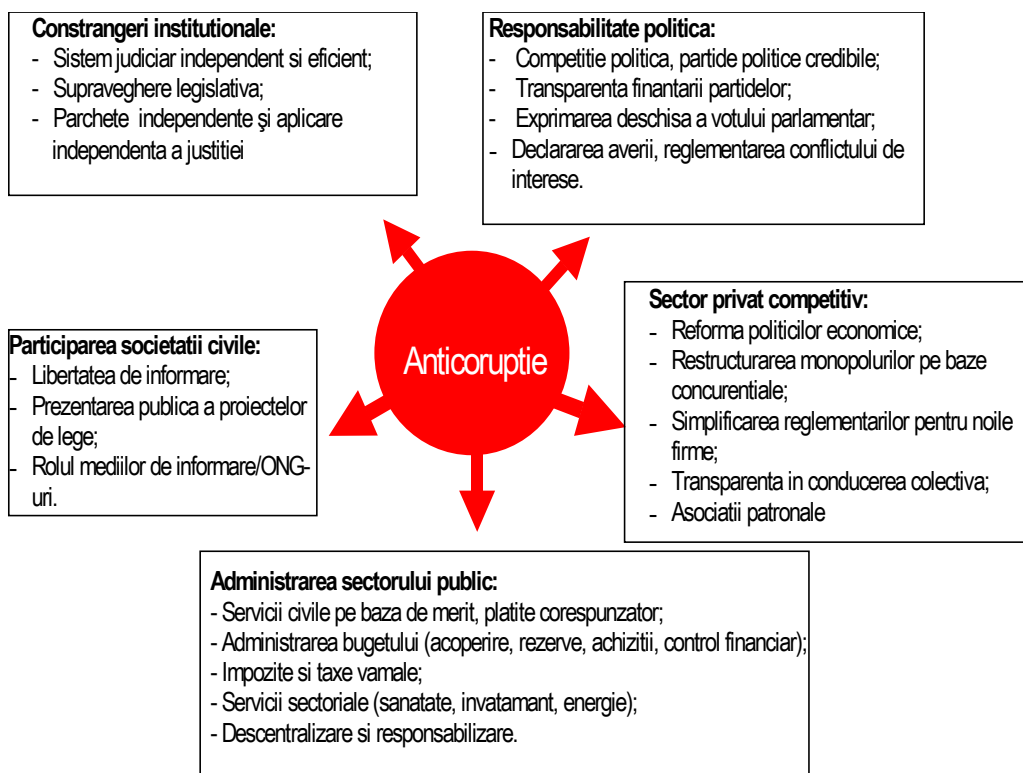 Constrangeri institutionale:
- Sistem judiciar independent si eficient;
- Supraveghere legislativa;
- Parchete independente şi aplicare
independenta a justitiei
Responsabilitate politica:
- Competitie politica, partide politice credibile;
- Transparenta finantarii partidelor;
- Exprimarea deschisa a votului parlamentar;
- Declararea averii, reglementarea conflictului de
interese.
Anticoruptie
Participarea societatii civile:
- Libertatea de informare;
- Prezentarea publica a proiectelor
de lege;
- Rolul mediilor de informare/ONG-
uri.
Sector privat competitiv:
- Reforma politicilor economice;
- Restructurarea monopolurilor pe baze
concurentiale;
- Simplificarea reglementarilor pentru noile
firme;
- Transparenta in conducerea colectiva;
- Asociatii patronale
Administrarea sectorului public:
- Servicii civile pe baza de merit, platite corespunzator;
- Administrarea bugetului (acoperire, rezerve, achizitii, control financiar);
- Impozite si taxe vamale;
- Servicii sectoriale (sanatate, invatamant, energie);
- Descentralizare si responsabilizare.